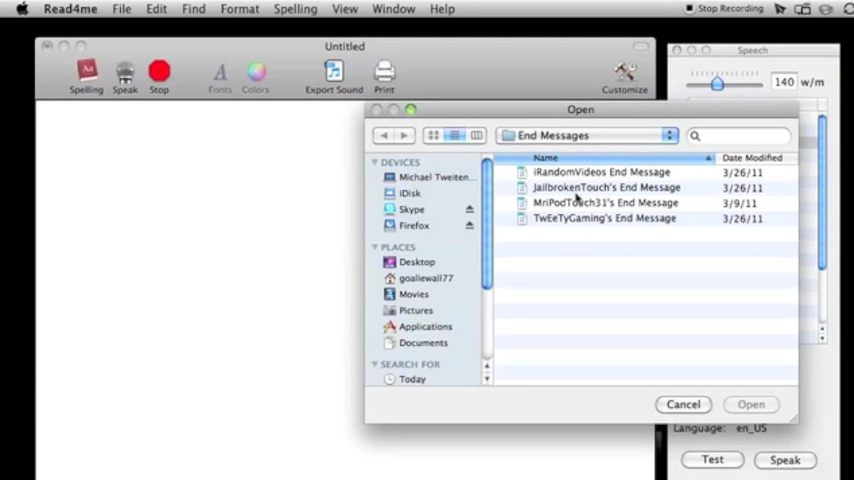 Read4me File Edit Find Format Spelling View Window Help Stop Recording
Untitled
Spelling Speak Stop Fonts Colors Export Sound Print Customize
Speech
140 w/m
Open
End Messages
Name Date Modified
iRandomVideos End Message 3/26/11
JailbrokenTouch's End Message 3/26/11
MriPodTouch31's End Message 3/9/11
TwEeTyGaming's End Message 3/26/11
DEVICES
Michael Tweiten...
iDisk
Skype
Firefox
PLACES
Desktop
goaliewall77
Movies
Pictures
Applications
Documents
SEARCH FOR
Today
Cancel Open
Language: en_US
Test Speak